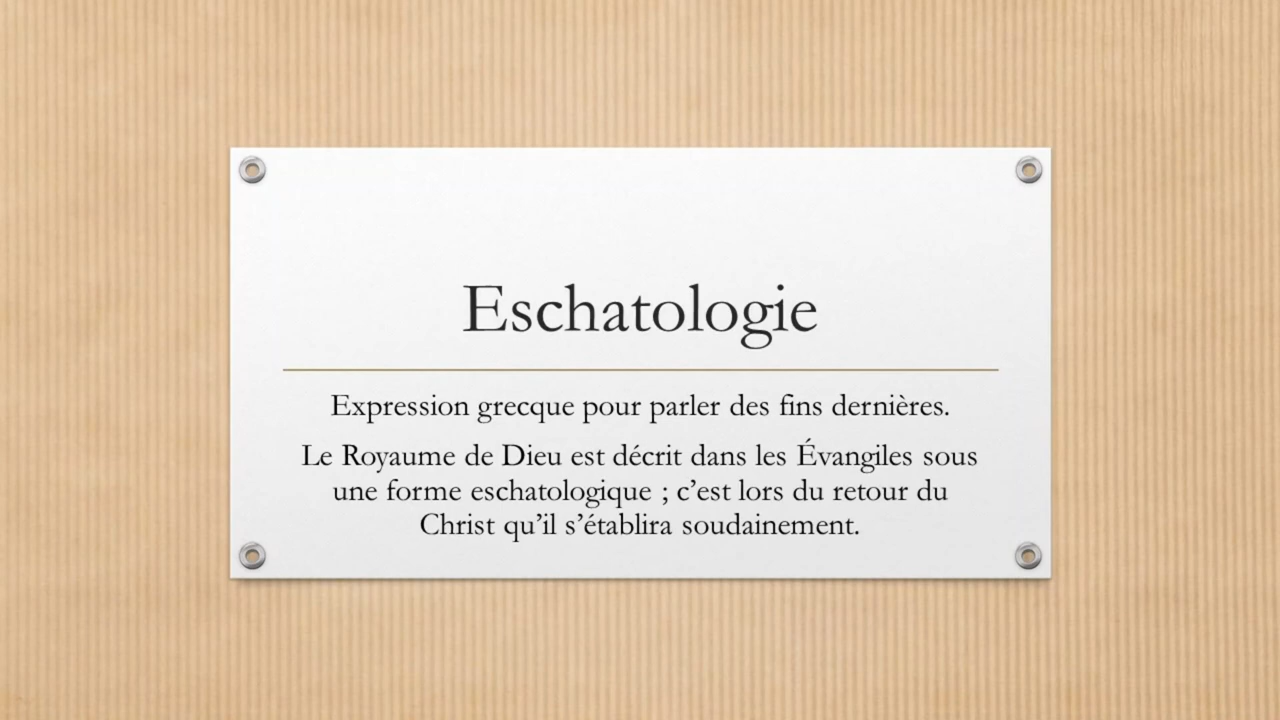 Eschatologie
Expression grecque pour parler des fins dernières.
Le Royaume de Dieu est décrit dans les Évangiles sous
une forme eschatologique ; c’est lors du retour du
Christ qu’il s’établira soudainement.